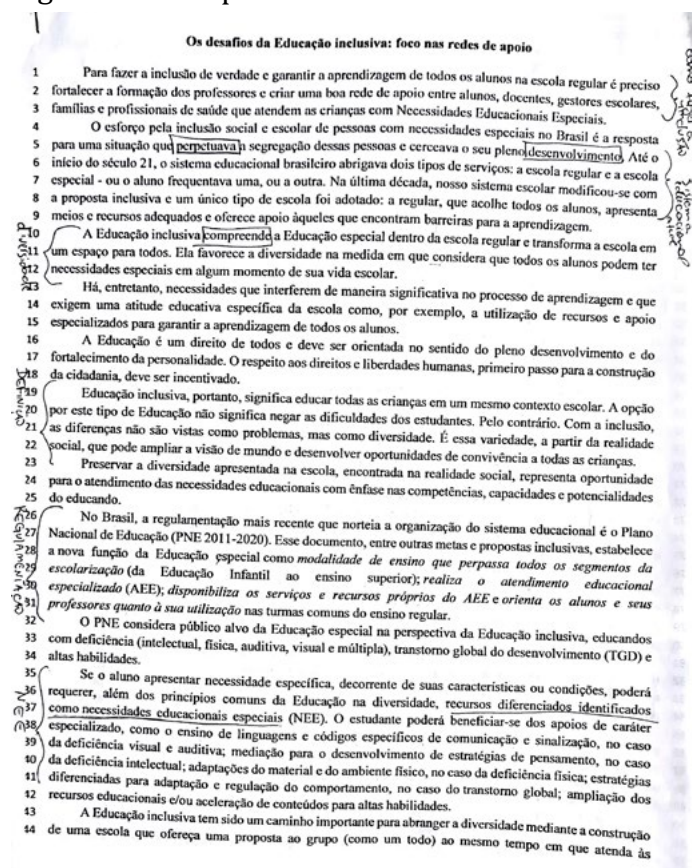 Os desafios da Educação inclusiva: foco nas redes de apoio
1 Para fazer a inclusão de verdade e garantir a aprendizagem de todos os alunos na escola regular é preciso
2 fortalecer a formação dos professores e criar uma boa rede de apoio entre alunos, docentes, gestores escolares,
3 famílias e profissionais de saúde que atendem as crianças com Necessidades Educacionais Especiais.
4 O esforço pela inclusão social e escolar de pessoas com necessidades especiais no Brasil é a resposta
5 para uma situação que perpetuava a segregação dessas pessoas e cerceava o seu pleno desenvolvimento. Até o
6 início do século 21, o sistema educacional brasileiro abrigava dois tipos de serviços: a escola regular e a escola
7 especial - ou o aluno frequentava uma, ou a outra. Na última década, nosso sistema escolar modificou-se com
8 a proposta inclusiva e um único tipo de escola foi adotado: a regular, que acolhe todos os alunos, apresenta
9 meios e recursos adequados e oferece apoio àqueles que encontram barreiras para a aprendizagem.
10 A Educação inclusiva compreende a Educação especial dentro da escola regular e transforma a escola em
11 um espaço para todos. Ela favorece a diversidade na medida em que considera que todos os alunos podem ter
12 necessidades especiais em algum momento de sua vida escolar.
13 Há, entretanto, necessidades que interferem de maneira significativa no processo de aprendizagem e que
14 exigem uma atitude educativa específica da escola como, por exemplo, a utilização de recursos e apoio
15 especializados para garantir a aprendizagem de todos os alunos.
16 A Educação é um direito de todos e deve ser orientada no sentido do pleno desenvolvimento e do
17 fortalecimento da personalidade. O respeito aos direitos e liberdades humanas, primeiro passo para a construção
18 da cidadania, deve ser incentivado.
19 Educação inclusiva, portanto, significa educar todas as crianças em um mesmo contexto escolar. A opção
20 por este tipo de Educação não significa negar as dificuldades dos estudantes. Pelo contrário. Com a inclusão,
21 as diferenças não são vistas como problemas, mas como diversidade. É essa variedade, a partir da realidade
22 social, que pode ampliar a visão de mundo e desenvolver oportunidades de convivência a todas as crianças.
23 Preservar a diversidade apresentada na escola, encontrada na realidade social, representa oportunidade
24 para o atendimento das necessidades educacionais com ênfase nas competências, capacidades e potencialidades
25 do educando.
26 No Brasil, a regulamentação mais recente que norteia a organização do sistema educacional é o Plano
27 Nacional de Educação (PNE 2011-2020). Esse documento, entre outras metas e propostas inclusivas, estabelece
28 a nova função da Educação especial como modalidade de ensino que perpassa todos os segmentos da
29 escolarização (da Educação Infantil ao ensino superior); realiza o atendimento educacional
30 especializado (AEE); disponibiliza os serviços e recursos próprios do AEE e orienta os alunos e seus
31 professores quanto à sua utilização nas turmas comuns do ensino regular.
32 O PNE considera público alvo da Educação especial na perspectiva da Educação inclusiva, educandos
33 com deficiência (intelectual, física, auditiva, visual e múltipla), transtorno global do desenvolvimento (TGD) e
34 altas habilidades.
35 Se o aluno apresentar necessidade específica, decorrente de suas características ou condições, poderá
36 requerer, além dos princípios comuns da Educação na diversidade, recursos diferenciados identificados
37 como necessidades educacionais especiais (NEE). O estudante poderá beneficiar-se dos apoios de caráter
38 especializado, como o ensino de linguagens e códigos específicos de comunicação e sinalização, no caso
39 da deficiência visual e auditiva; mediação para o desenvolvimento de estratégias de pensamento, no caso
40 da deficiência intelectual; adaptações do material e do ambiente físico, no caso da deficiência física; estratégias
41 diferenciadas para adaptação e regulação do comportamento, no caso do transtorno global; ampliação dos
42 recursos educacionais e/ou aceleração de conteúdos para altas habilidades.
43 A Educação inclusiva tem sido um caminho importante para abranger a diversidade mediante a construção
44 de uma escola que ofereça uma proposta ao grupo (como um todo) ao mesmo tempo em que atenda às
diversidade
DEFINIÇÃO
REGULAMENTAÇÃO
NEE
inclusão
Sistema
educacional